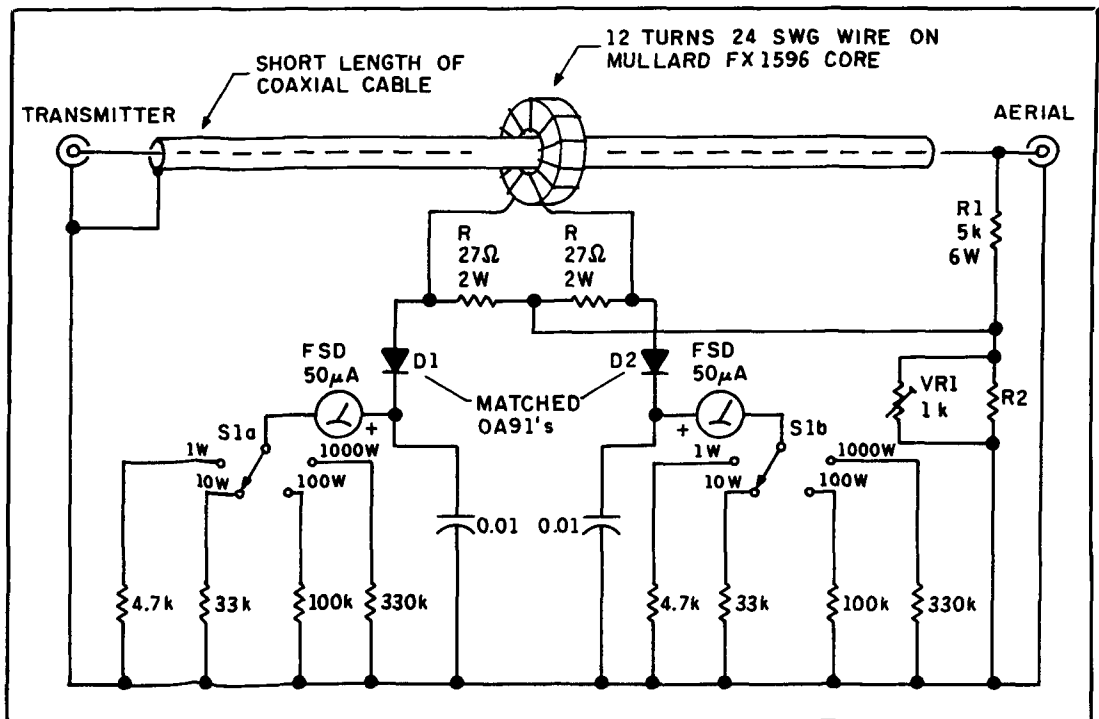 12 TURNS 24 SWG WIRE ON
MULLARD FX1596 CORE
SHORT LENGTH OF
COAXIAL CABLE
TRANSMITTER
AERIAL
R1
5k
6W
R
27Ω
2W
R
27Ω
2W
FSD
50μA
D1
D2
FSD
50μA
MATCHED
OA91's
VR1
1k
R2
S1a
+
1W
10W
1000W
100W
S1b
+
1W
10W
1000W
100W
0.01
0.01
4.7k
33k
100k
330k
4.7k
33k
100k
330k